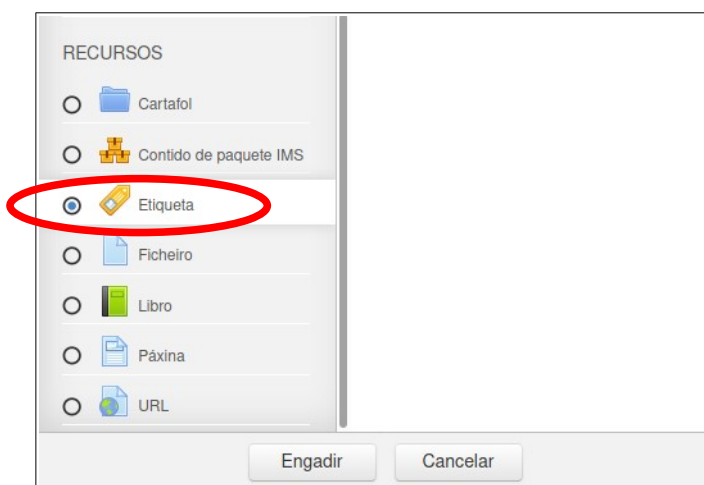 RECURSOS
Cartafol
Contido de paquete IMS
Etiqueta
Ficheiro
Libro
Páxina
URL
Engadir Cancelar